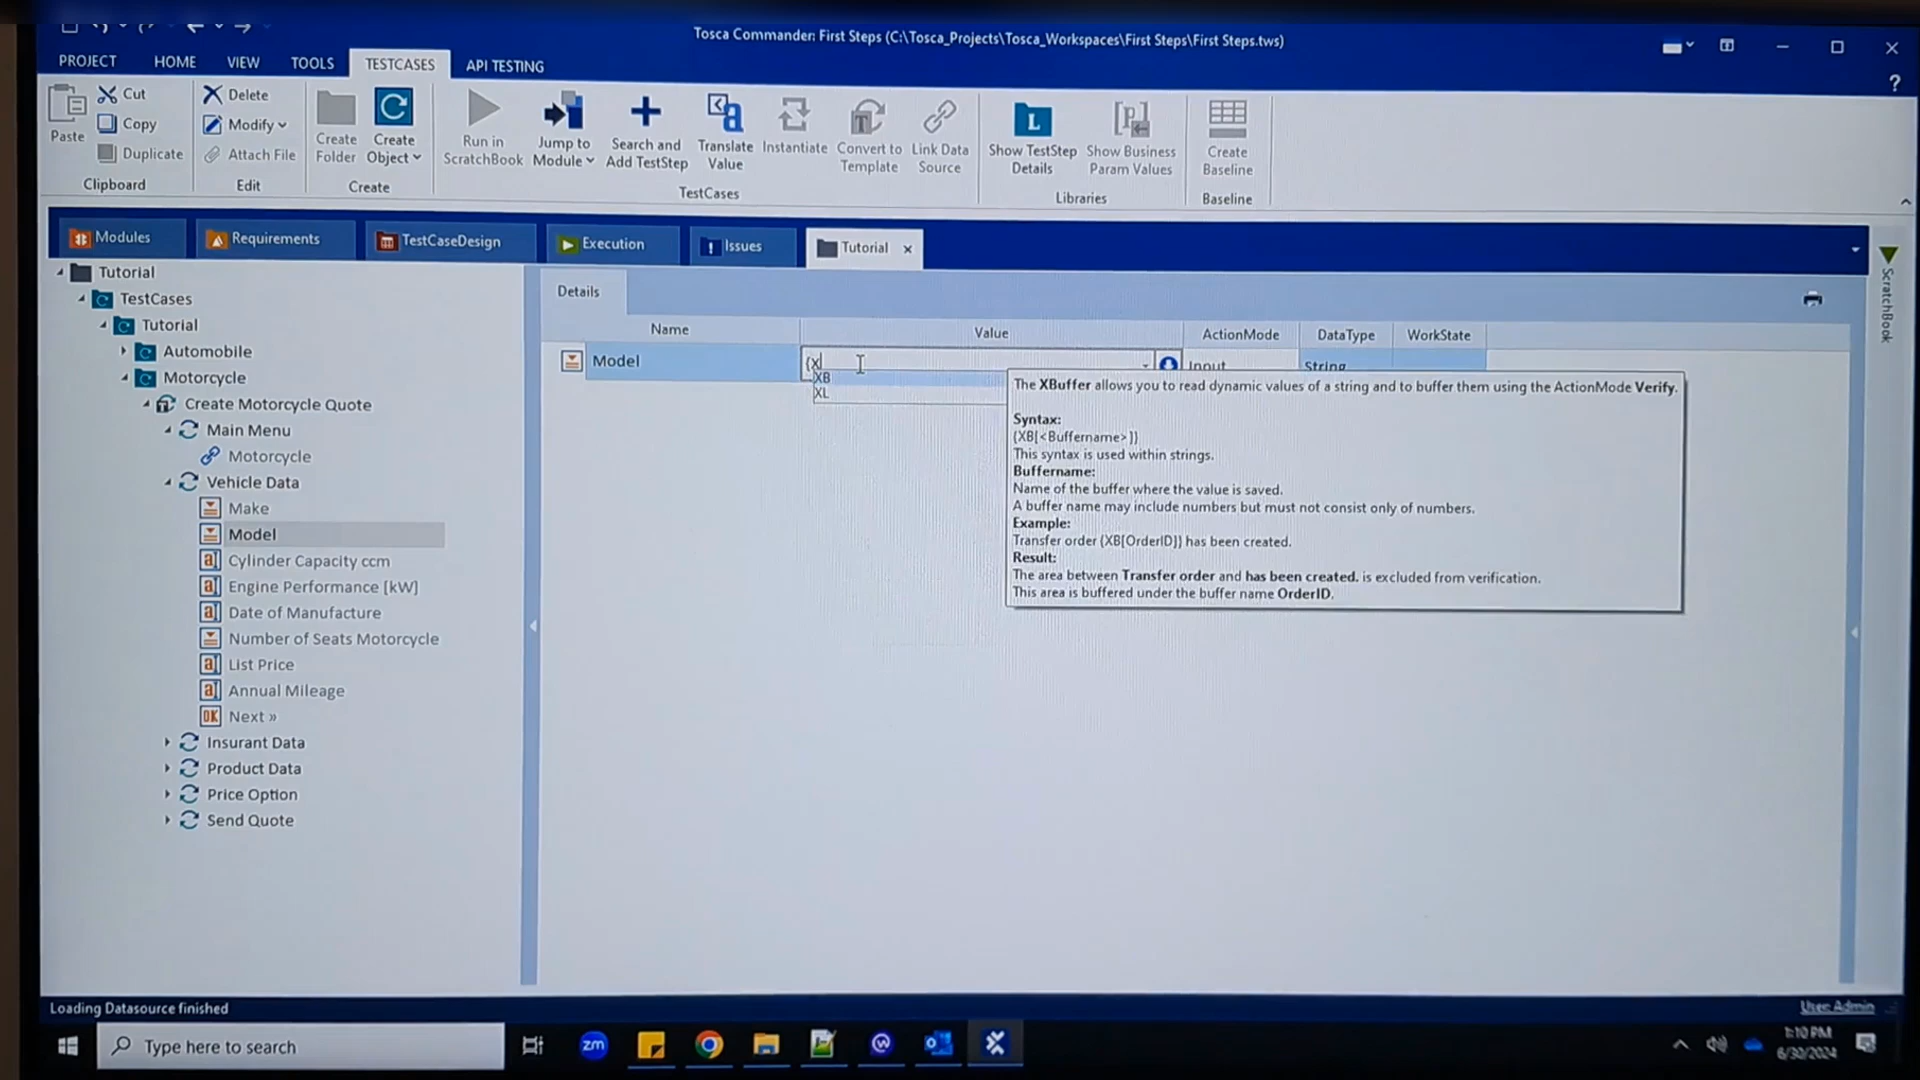 Tosca Commander: First Steps (C:\Tosca_Projects\Tosca_Workspaces\First Steps\First Steps.tws)
PROJECT HOME VIEW TOOLS TESTCASES API TESTING
?
Paste
Cut
Copy
Duplicate
Clipboard
Delete
Modify
Attach File
Edit
Create Folder
Create Object
Create
Run in ScratchBook
Jump to Module
Search and Add TestStep
Translate Value
Instantiate
Convert to Template
Link Data Source
TestCases
Show TestStep Details
Show Business Param Values
Libraries
Create Baseline
Baseline
Modules Requirements TestCaseDesign Execution Issues Tutorial
ScratchBook
Tutorial
TestCases
Tutorial
Automobile
Motorcycle
Create Motorcycle Quote
Main Menu
Motorcycle
Vehicle Data
Make
Model
Cylinder Capacity ccm
Engine Performance [kW]
Date of Manufacture
Number of Seats Motorcycle
List Price
Annual Mileage
Next »
Insurant Data
Product Data
Price Option
Send Quote
Details
Name Value ActionMode DataType WorkState
Model {x Input String
XB
XL
The XBuffer allows you to read dynamic values of a string and to buffer them using the ActionMode Verify.
Syntax:
{XB[<Buffername>]}
This syntax is used within strings.
Buffername:
Name of the buffer where the value is saved.
A buffer name may include numbers but must not consist only of numbers.
Example:
Transfer order {XB[OrderID]} has been created.
Result:
The area between Transfer order and has been created. is excluded from verification.
This area is buffered under the buffer name OrderID.
Loading Datasource finished
User: Admin
Type here to search
zm
1:10 PM
6/30/2024